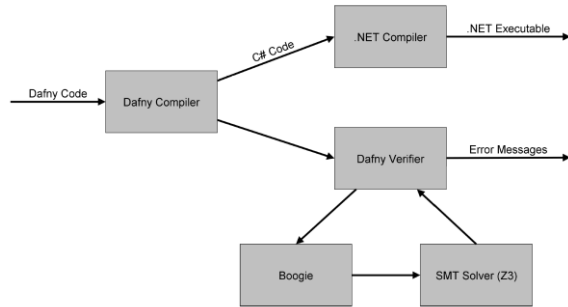 .NET Compiler
.NET Executable
C# Code
Dafny Code
Dafny Compiler
Dafny Verifier
Error Messages
Boogie
SMT Solver (Z3)